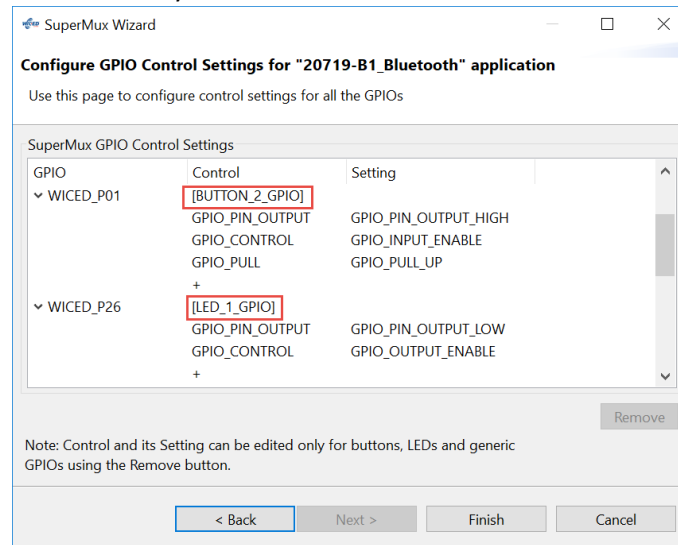 WICED SuperMux Wizard
Configure GPIO Control Settings for "20719-B1_Bluetooth" application
Use this page to configure control settings for all the GPIOs
SuperMux GPIO Control Settings
GPIO Control Setting
WICED_P01 [BUTTON_2_GPIO]
GPIO_PIN_OUTPUT GPIO_PIN_OUTPUT_HIGH
GPIO_CONTROL GPIO_INPUT_ENABLE
GPIO_PULL GPIO_PULL_UP
+
WICED_P26 [LED_1_GPIO]
GPIO_PIN_OUTPUT GPIO_PIN_OUTPUT_LOW
GPIO_CONTROL GPIO_OUTPUT_ENABLE
+
Remove
Note: Control and its Setting can be edited only for buttons, LEDs and generic
GPIOs using the Remove button.
< Back Next > Finish Cancel